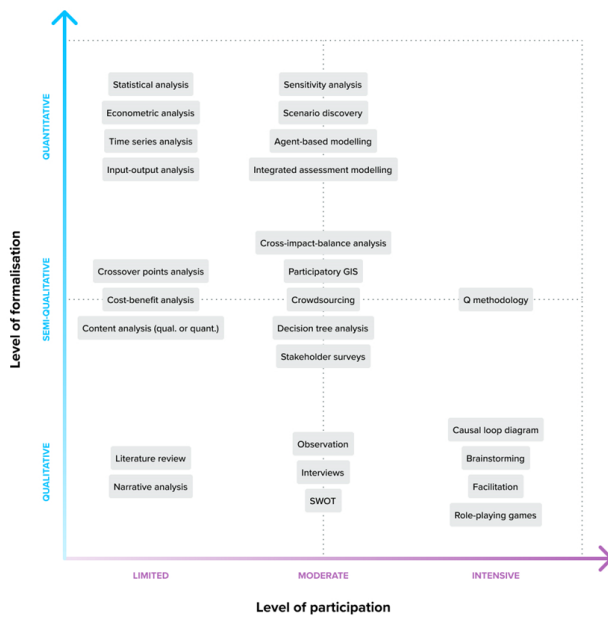 Level of formalisation
QUANTITATIVE
SEMI-QUALITATIVE
QUALITATIVE
Statistical analysis
Econometric analysis
Time series analysis
Input-output analysis
Sensitivity analysis
Scenario discovery
Agent-based modelling
Integrated assessment modelling
Crossover points analysis
Cost-benefit analysis
Content analysis (qual. or quant.)
Cross-impact-balance analysis
Participatory GIS
Crowdsourcing
Decision tree analysis
Stakeholder surveys
Q methodology
Literature review
Narrative analysis
Observation
Interviews
SWOT
Causal loop diagram
Brainstorming
Facilitation
Role-playing games
LIMITED
MODERATE
INTENSIVE
Level of participation